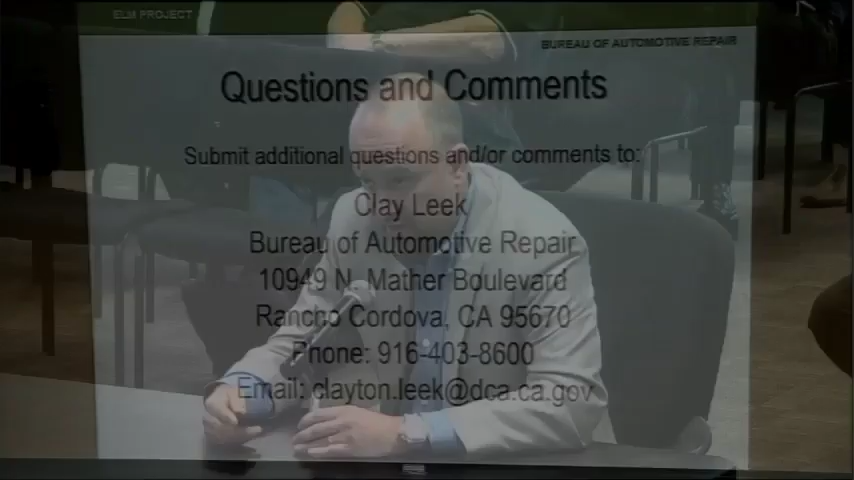 ELM PROJECT
BUREAU OF AUTOMOTIVE REPAIR
Questions and Comments
Submit additional questions and/or comments to:
Clay Leek
Bureau of Automotive Repair
10949 N. Mather Boulevard
Rancho Cordova, CA 95670
Phone: 916-403-8600
Email: clayton.leek@dca.ca.gov